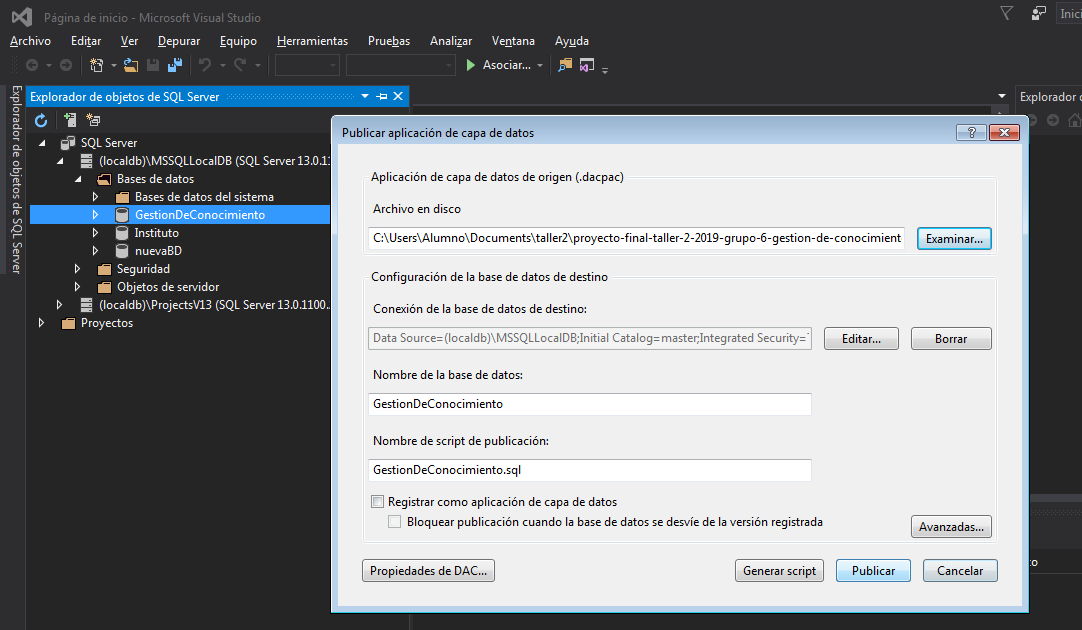 Página de inicio - Microsoft Visual Studio
Inici
Archivo Editar Ver Depurar Equipo Herramientas Pruebas Analizar Ventana Ayuda
Asociar...
Explorador de objetos de SQL Server
Explorador de objetos de SQL Server
Explorador d
SQL Server
(localdb)\MSSQLLocalDB (SQL Server 13.0.11
Bases de datos
Bases de datos del sistema
GestionDeConocimiento
Instituto
nuevaBD
Seguridad
Objetos de servidor
(localdb)\ProjectsV13 (SQL Server 13.0.1100...
Proyectos
Publicar aplicación de capa de datos
Aplicación de capa de datos de origen (.dacpac)
Archivo en disco
C:\Users\Alumno\Documents\taller2\proyecto-final-taller-2-2019-grupo-6-gestion-de-conocimient
Examinar...
Configuración de la base de datos de destino
Conexión de la base de datos de destino:
Data Source=(localdb)\MSSQLLocalDB;Initial Catalog=master;Integrated Security=
Editar...
Borrar
Nombre de la base de datos:
GestionDeConocimiento
Nombre de script de publicación:
GestionDeConocimiento.sql
Registrar como aplicación de capa de datos
Bloquear publicación cuando la base de datos se desvíe de la versión registrada
Avanzadas...
Propiedades de DAC...
Generar script
Publicar
Cancelar